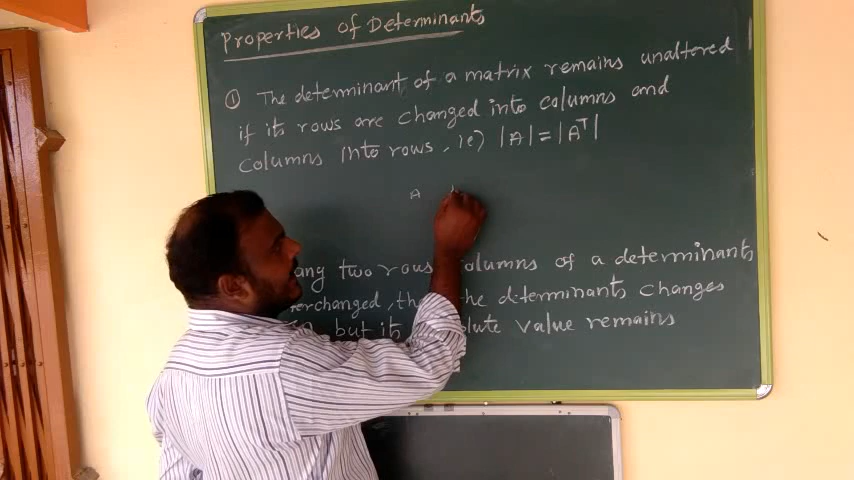 Properties of Determinants
① The determinant of a matrix remains unaltered
if its rows are changed into columns and
columns into rows, ie) |A| = |Aᵀ|
A
any two rows columns of a determinants
the determinants changes
but its value remains